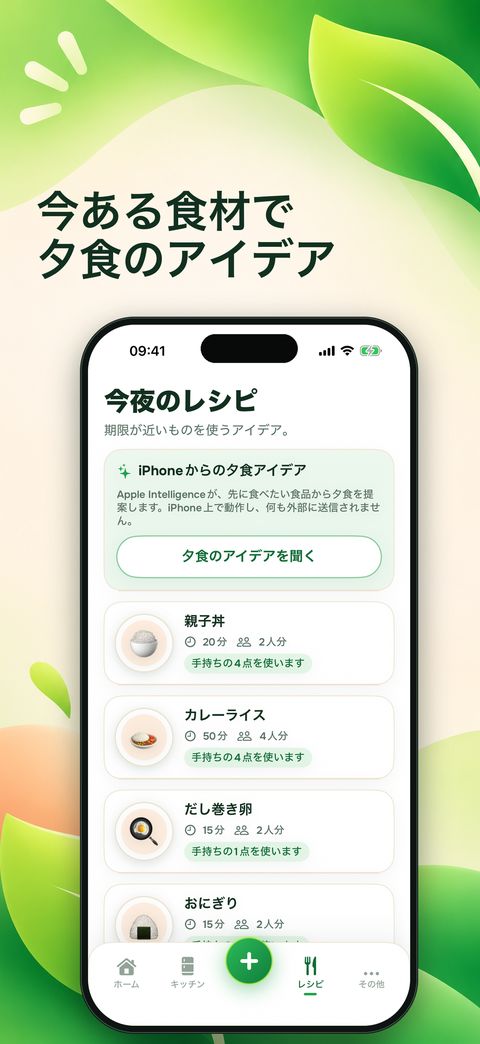 今ある食材で
夕食のアイデア
09:41
今夜のレシピ
期限が近いものを使うアイデア。
iPhoneからの夕食アイデア
Apple Intelligenceが、先に食べたい食品から夕食を提
案します。iPhone上で動作し、何も外部に送信されませ
ん。
夕食のアイデアを聞く
親子丼
20分 2人分
手持ちの4点を使います
カレーライス
50分 4人分
手持ちの4点を使います
だし巻き卵
15分 2人分
手持ちの1点を使います
おにぎり
15分 2人分
ホーム キッチン レシピ その他